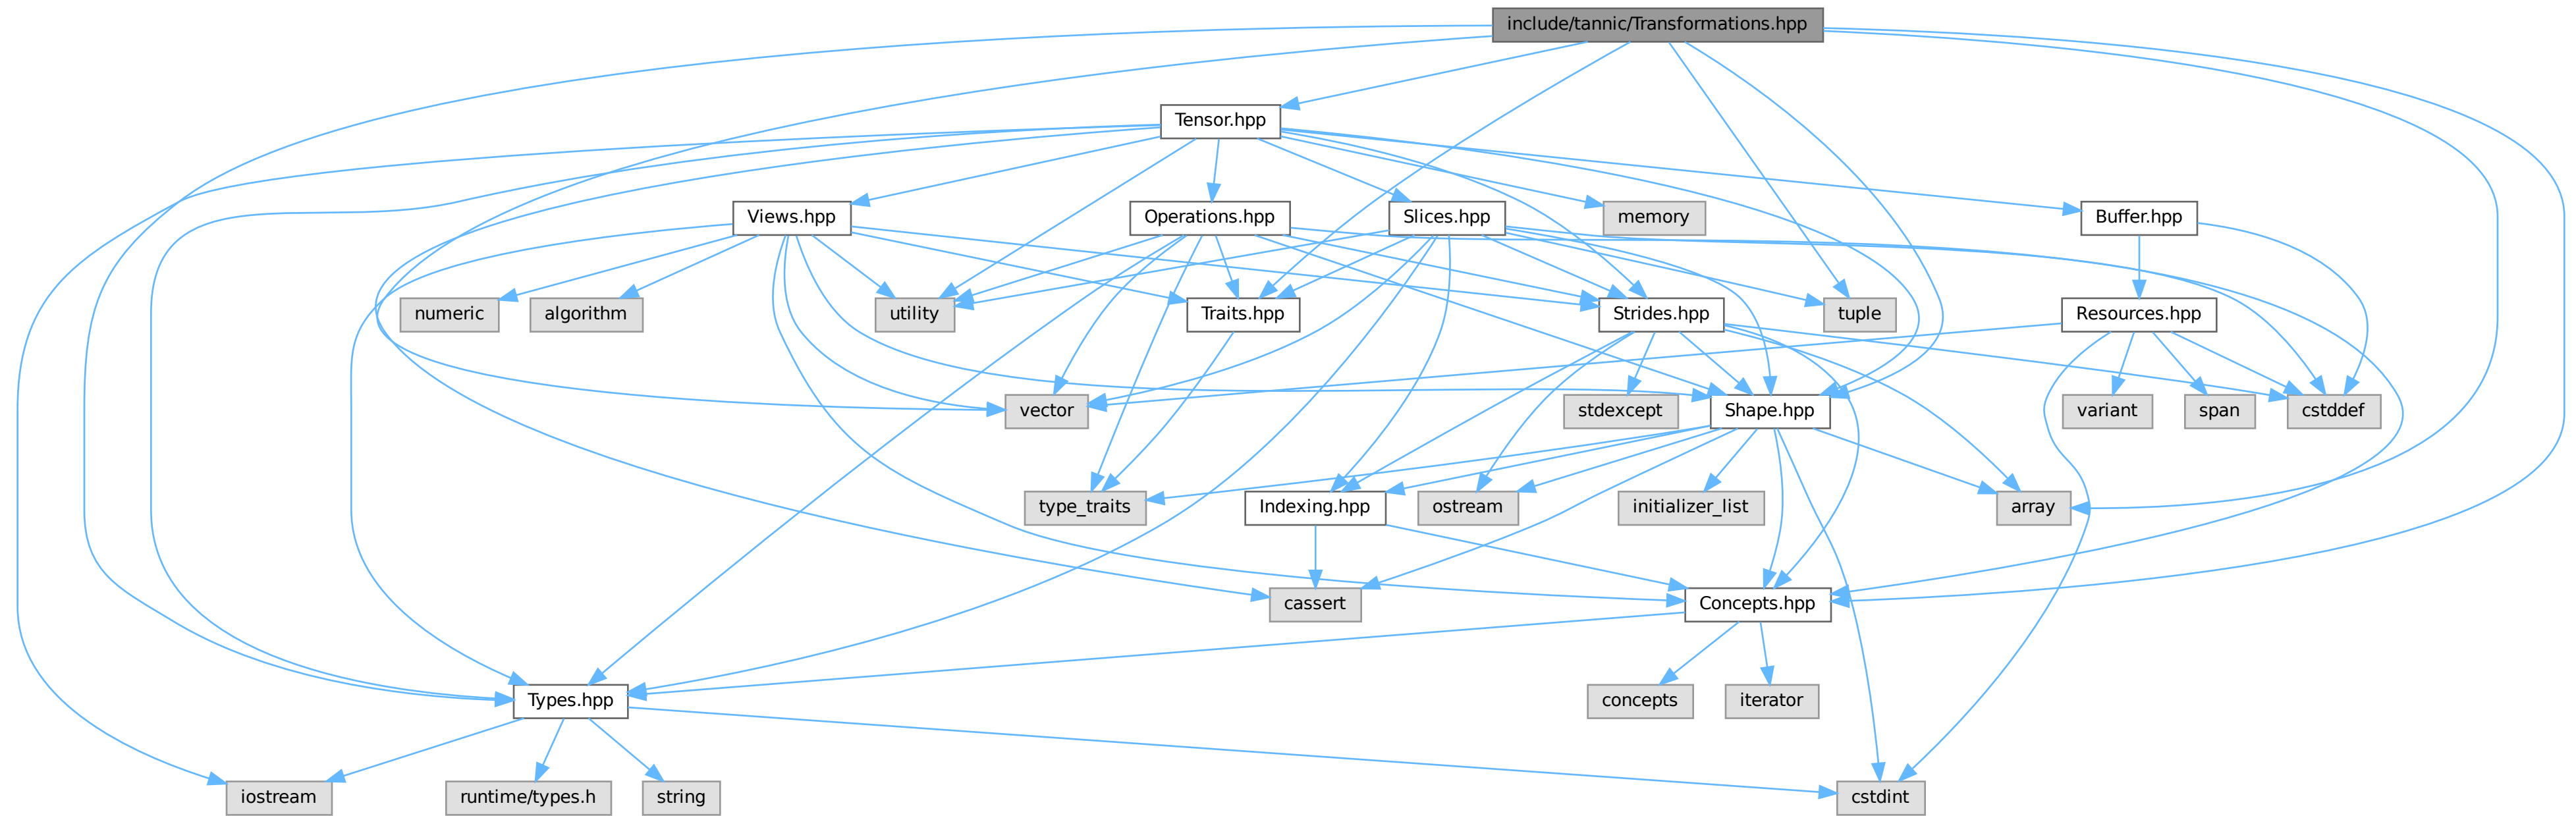 include/tannic/Transformations.hpp
Tensor.hpp
Views.hpp
Operations.hpp
Slices.hpp
memory
Buffer.hpp
numeric
algorithm
utility
Traits.hpp
Strides.hpp
tuple
Resources.hpp
vector
stdexcept
Shape.hpp
variant
span
cstddef
type_traits
Indexing.hpp
ostream
initializer_list
array
cassert
Concepts.hpp
Types.hpp
concepts
iterator
iostream
runtime/types.h
string
cstdint